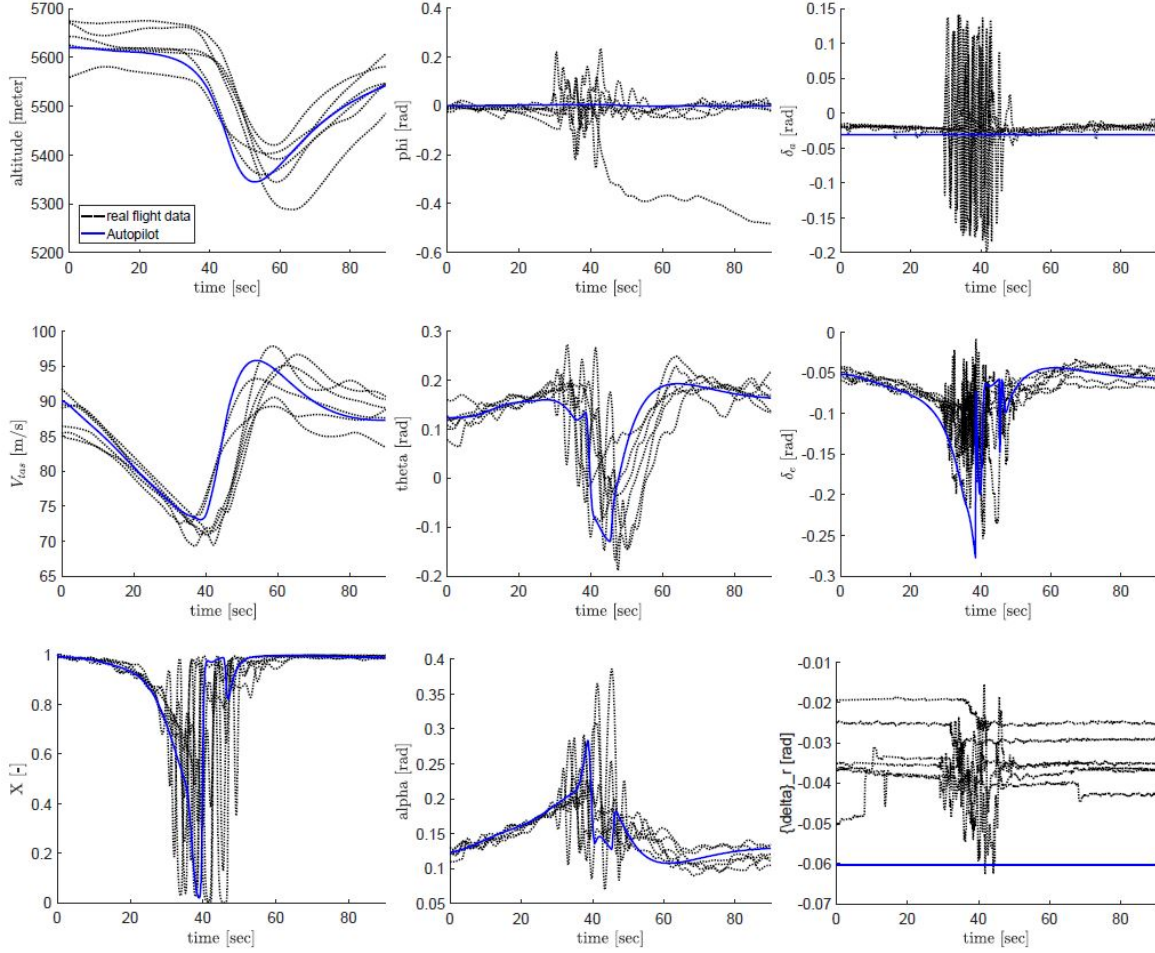 5700
5600
5500
5400
5300
5200
altitude [meter]
real flight data
Autopilot
0 20 40 60 80
time [sec]
0.4
0.2
0
-0.2
-0.4
-0.6
phi [rad]
0 20 40 60 80
time [sec]
0.15
0.1
0.05
0
-0.05
-0.1
-0.15
-0.2
δₐ [rad]
0 20 40 60 80
time [sec]
100
95
90
85
80
75
70
65
V_tas [m/s]
0 20 40 60 80
time [sec]
0.3
0.2
0.1
0
-0.1
-0.2
theta [rad]
0 20 40 60 80
time [sec]
0
-0.05
-0.1
-0.15
-0.2
-0.25
-0.3
δₑ [rad]
0 20 40 60 80
time [sec]
1
0.8
0.6
0.4
0.2
0
X [-]
0 20 40 60 80
time [sec]
0.4
0.35
0.3
0.25
0.2
0.15
0.1
0.05
alpha [rad]
0 20 40 60 80
time [sec]
-0.01
-0.02
-0.03
-0.04
-0.05
-0.06
-0.07
{\delta}_r [rad]
0 20 40 60 80
time [sec]